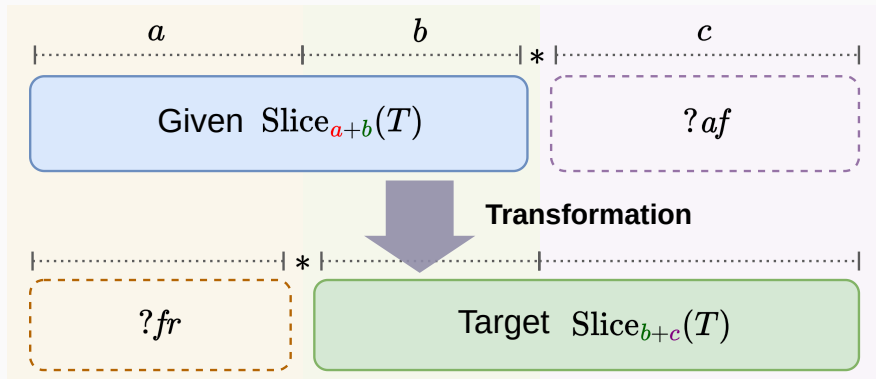 a b * c
Given Slice_{a+b}(T) ?af
Transformation
*
?fr Target Slice_{b+c}(T)